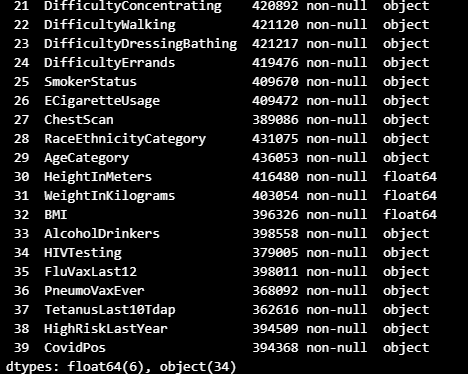 21 DifficultyConcentrating 420892 non-null object
22 DifficultyWalking 421120 non-null object
23 DifficultyDressingBathing 421217 non-null object
24 DifficultyErrands 419476 non-null object
25 SmokerStatus 409670 non-null object
26 ECigaretteUsage 409472 non-null object
27 ChestScan 389086 non-null object
28 RaceEthnicityCategory 431075 non-null object
29 AgeCategory 436053 non-null object
30 HeightInMeters 416480 non-null float64
31 WeightInKilograms 403054 non-null float64
32 BMI 396326 non-null float64
33 AlcoholDrinkers 398558 non-null object
34 HIVTesting 379005 non-null object
35 FluVaxLast12 398011 non-null object
36 PneumoVaxEver 368092 non-null object
37 TetanusLast10Tdap 362616 non-null object
38 HighRiskLastYear 394509 non-null object
39 CovidPos 394368 non-null object
dtypes: float64(6), object(34)